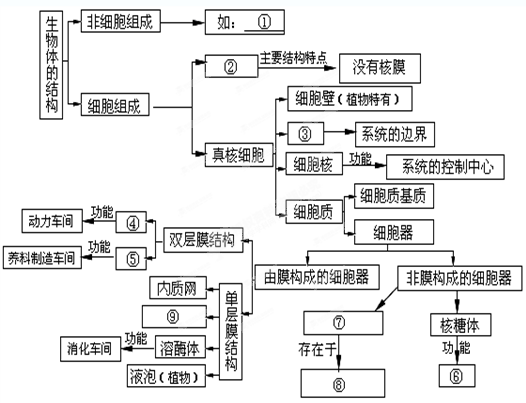 生物体的结构
非细胞组成
如：①
细胞组成
②
主要结构特点
没有核膜
真核细胞
细胞壁（植物特有）
③
系统的边界
细胞核
功能
系统的控制中心
细胞质
细胞质基质
细胞器
动力车间
功能
④
双层膜结构
养料制造车间
功能
⑤
由膜构成的细胞器
非膜构成的细胞器
内质网
单层膜结构
⑨
消化车间
功能
溶酶体
液泡（植物）
⑦
存在于
⑧
核糖体
功能
⑥